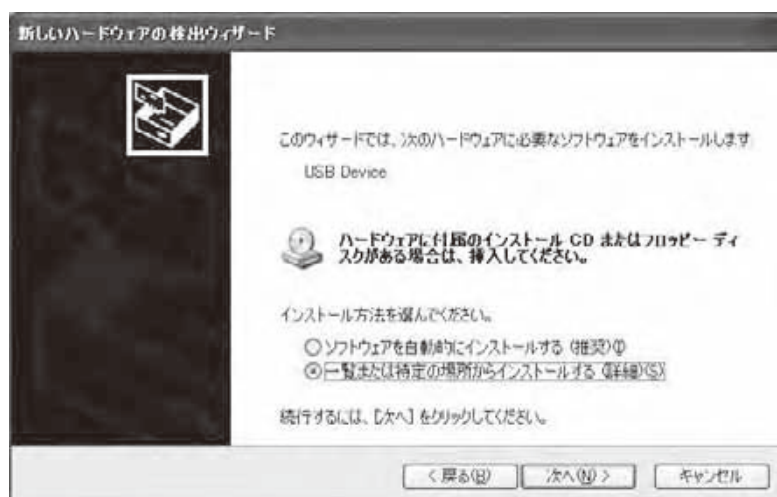 新しいハードウェアの検出ウィザード
このウィザードでは、次のハードウェアに必要なソフトウェアをインストールします
USB Device
ハードウェアに付属のインストール CD またはフロッピー ディ
スクがある場合は、挿入してください。
インストール方法を選んでください。
ソフトウェアを自動的にインストールする (推奨)(I)
一覧または特定の場所からインストールする (詳細)(S)
続行するには、[次へ] をクリックしてください。
< 戻る(B)
次へ(N) >
キャンセル